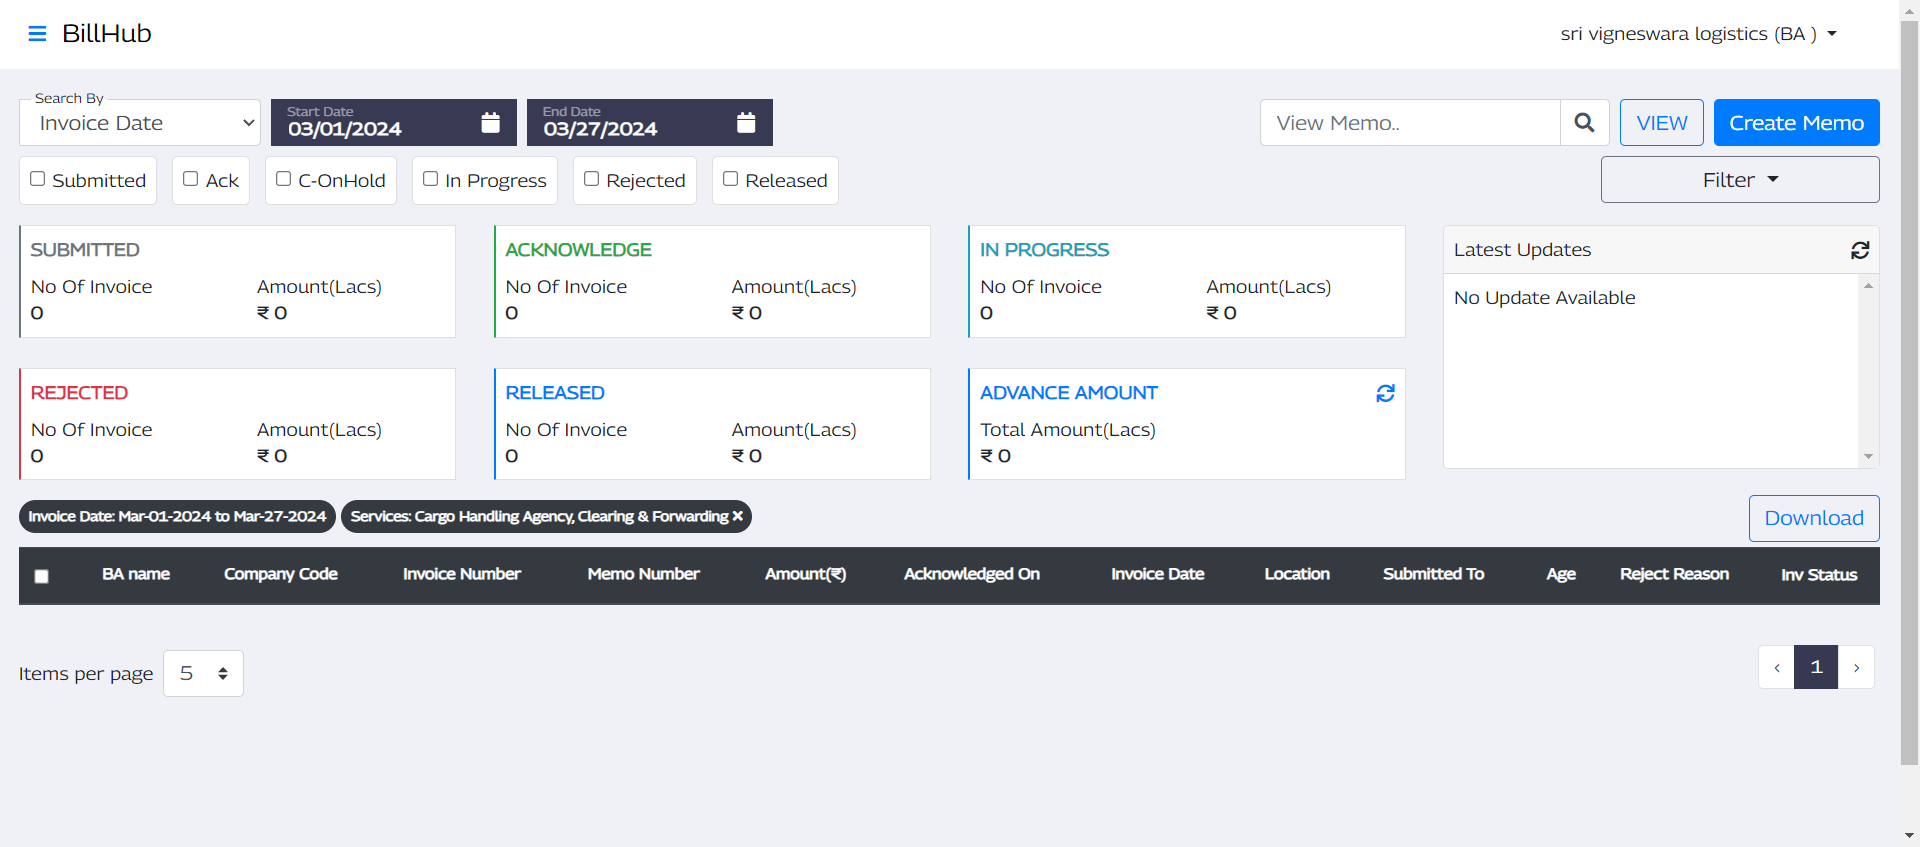 BillHub
sri vigneswara logistics (BA )
Search By
Invoice Date
Start Date
03/01/2024
End Date
03/27/2024
View Memo..
VIEW
Create Memo
Submitted
Ack
C-OnHold
In Progress
Rejected
Released
Filter
SUBMITTED
No Of Invoice Amount(Lacs)
0 ₹ 0
ACKNOWLEDGE
No Of Invoice Amount(Lacs)
0 ₹ 0
IN PROGRESS
No Of Invoice Amount(Lacs)
0 ₹ 0
Latest Updates
No Update Available
REJECTED
No Of Invoice Amount(Lacs)
0 ₹ 0
RELEASED
No Of Invoice Amount(Lacs)
0 ₹ 0
ADVANCE AMOUNT
Total Amount(Lacs)
₹ 0
Invoice Date: Mar-01-2024 to Mar-27-2024
Services: Cargo Handling Agency, Clearing & Forwarding ×
Download
BA name Company Code Invoice Number Memo Number Amount(₹) Acknowledged On Invoice Date Location Submitted To Age Reject Reason Inv Status
Items per page 5
‹ 1 ›